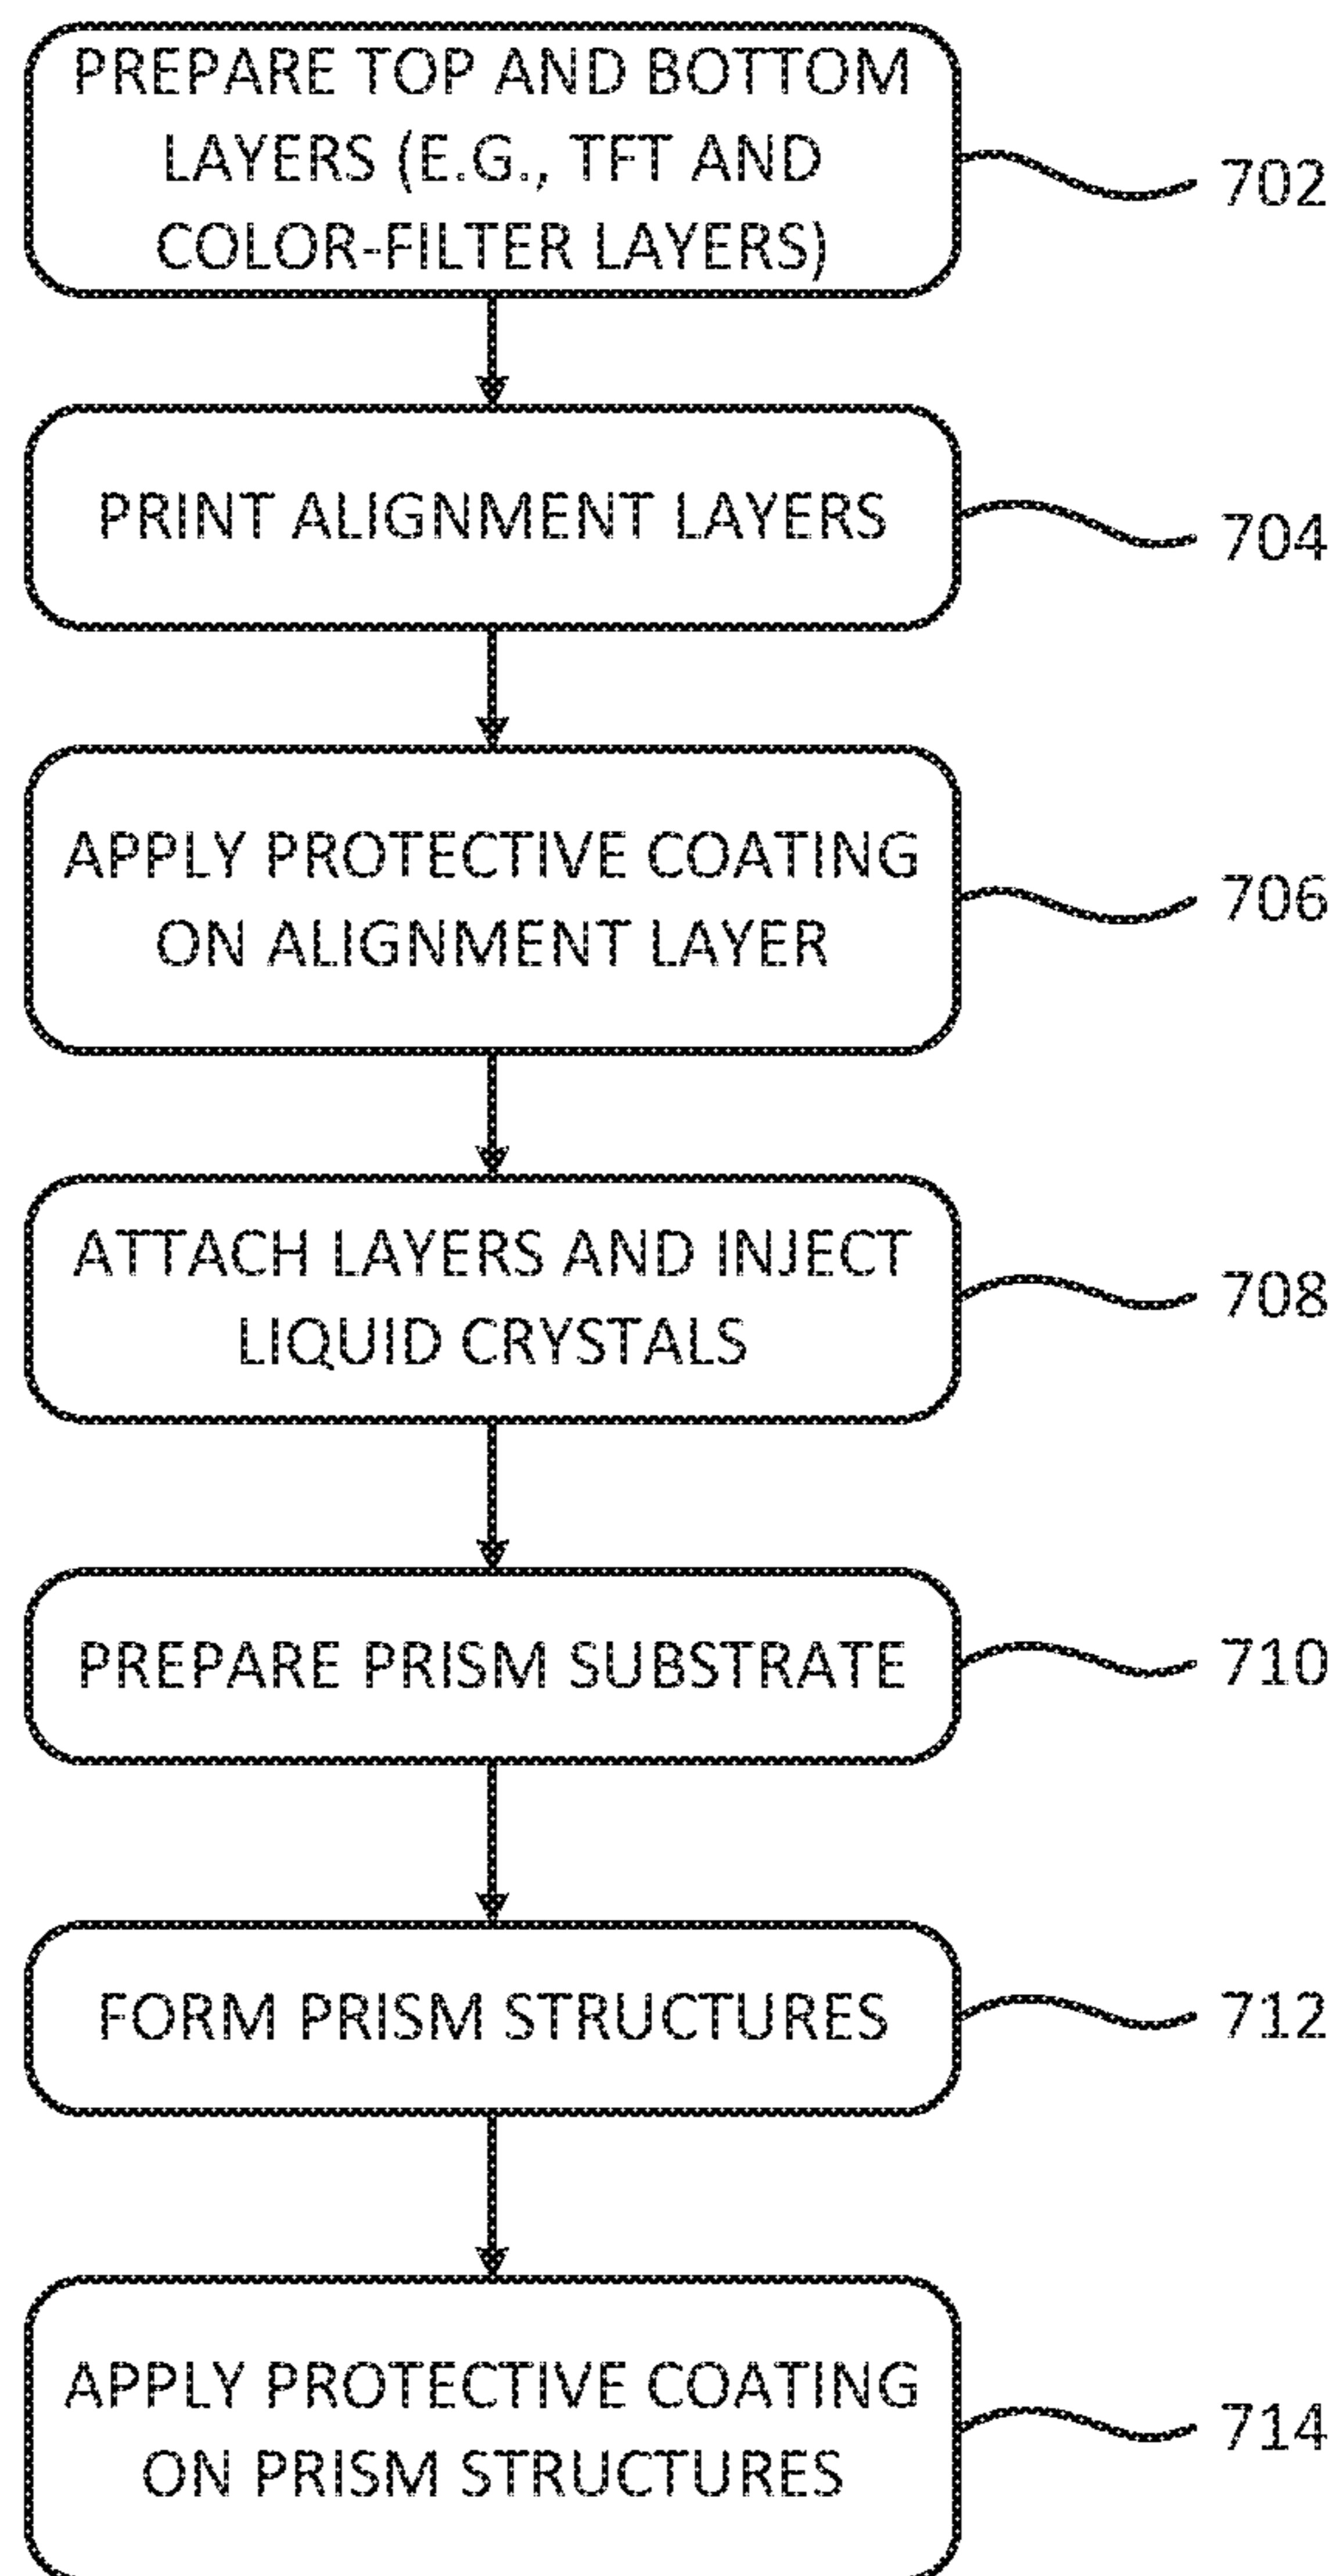 PREPARE TOP AND BOTTOM
LAYERS (E.G., TFT AND
COLOR-FILTER LAYERS)
702
PRINT ALIGNMENT LAYERS
704
APPLY PROTECTIVE COATING
ON ALIGNMENT LAYER
706
ATTACH LAYERS AND INJECT
LIQUID CRYSTALS
708
PREPARE PRISM SUBSTRATE
710
FORM PRISM STRUCTURES
712
APPLY PROTECTIVE COATING
ON PRISM STRUCTURES
714